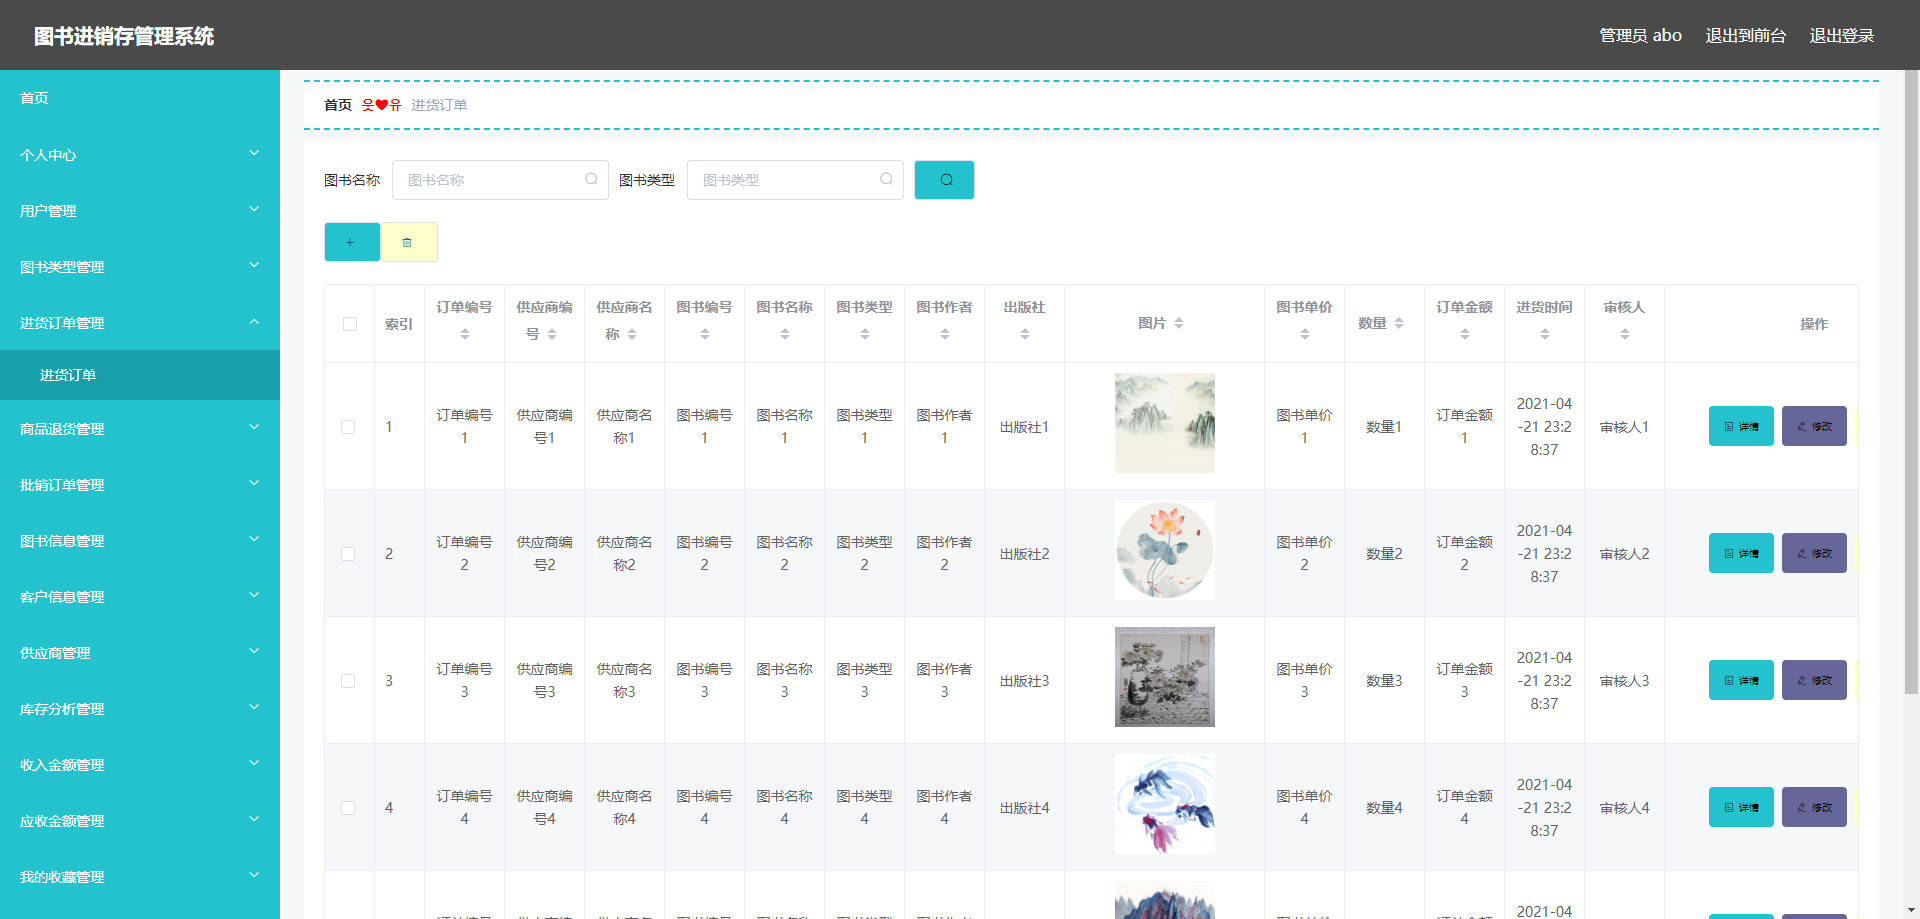 图书进销存管理系统
管理员 abo 退出到前台 退出登录
首页
个人中心
用户管理
图书类型管理
进货订单管理
进货订单
商品退货管理
批销订单管理
图书信息管理
客户信息管理
供应商管理
库存分析管理
收入金额管理
应收金额管理
我的收藏管理
首页 웃❤유 进货订单
图书名称 图书名称 图书类型 图书类型
索引 订单编号 供应商编号 供应商名称 图书编号 图书名称 图书类型 图书作者 出版社 图片 图书单价 数量 订单金额 进货时间 审核人 操作
1 订单编号1 供应商编号1 供应商名称1 图书编号1 图书名称1 图书类型1 图书作者1 出版社1 图书单价1 数量1 订单金额1 2021-04-21 23:28:37 审核人1 详情 修改
2 订单编号2 供应商编号2 供应商名称2 图书编号2 图书名称2 图书类型2 图书作者2 出版社2 图书单价2 数量2 订单金额2 2021-04-21 23:28:37 审核人2 详情 修改
3 订单编号3 供应商编号3 供应商名称3 图书编号3 图书名称3 图书类型3 图书作者3 出版社3 图书单价3 数量3 订单金额3 2021-04-21 23:28:37 审核人3 详情 修改
4 订单编号4 供应商编号4 供应商名称4 图书编号4 图书名称4 图书类型4 图书作者4 出版社4 图书单价4 数量4 订单金额4 2021-04-21 23:28:37 审核人4 详情 修改
2021-04